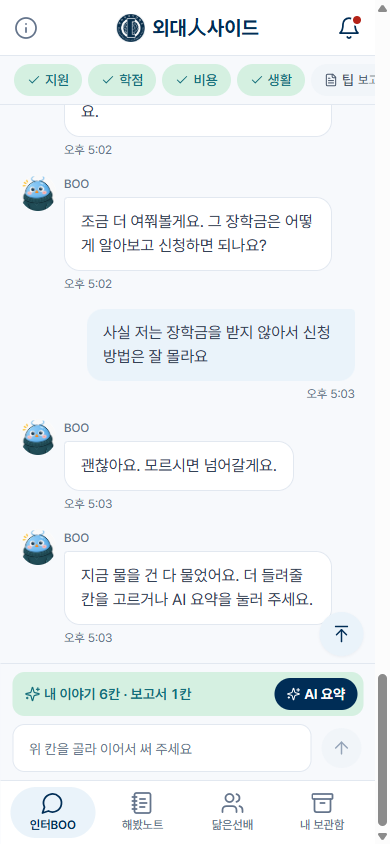 외대人사이드
지원
학점
비용
생활
팁 보고
요.
오후 5:02
BOO
조금 더 여쭤볼게요. 그 장학금은 어떻
게 알아보고 신청하면 되나요?
오후 5:02
사실 저는 장학금을 받지 않아서 신청
방법은 잘 몰라요
오후 5:03
BOO
괜찮아요. 모르시면 넘어갈게요.
오후 5:03
BOO
지금 물을 건 다 물었어요. 더 들려줄
칸을 고르거나 AI 요약을 눌러 주세요.
오후 5:03
내 이야기 6칸 · 보고서 1칸
AI 요약
위 칸을 골라 이어서 써 주세요
인터BOO
해봤노트
닮은선배
내 보관함